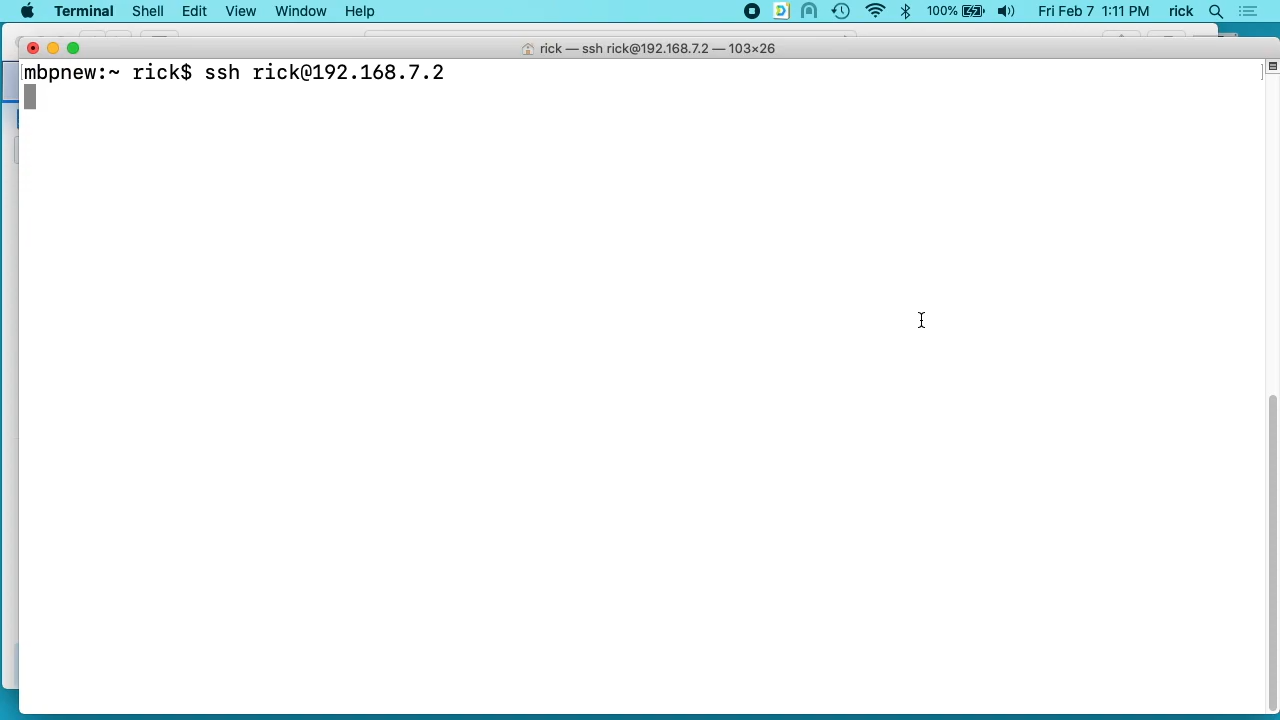 Terminal Shell Edit View Window Help 100% Fri Feb 7 1:11 PM rick
rick — ssh rick@192.168.7.2 — 103×26
[mbpnew:~ rick$ ssh rick@192.168.7.2 ]